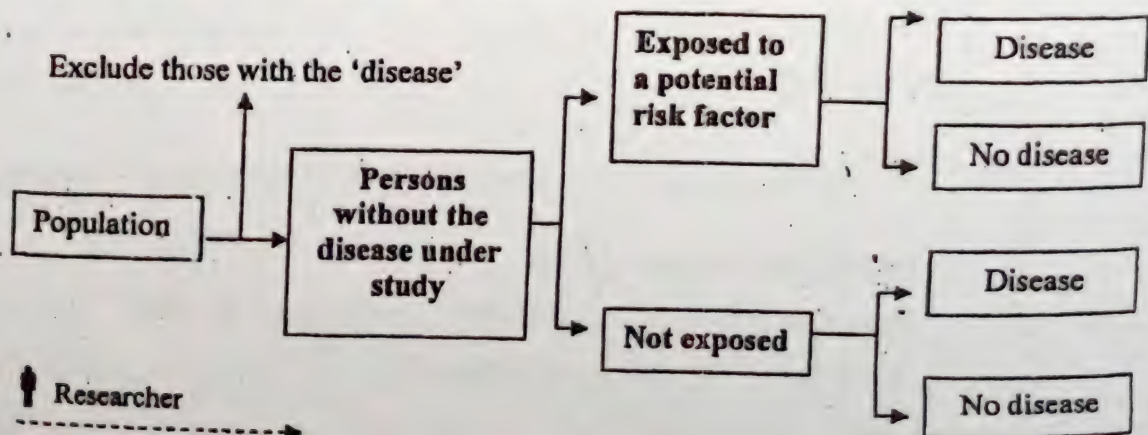 Exclude those with the ‘disease’
Population
Persons
without the
disease under
study
Exposed to
a potential
risk factor
Not exposed
Disease
No disease
Disease
No disease
Researcher